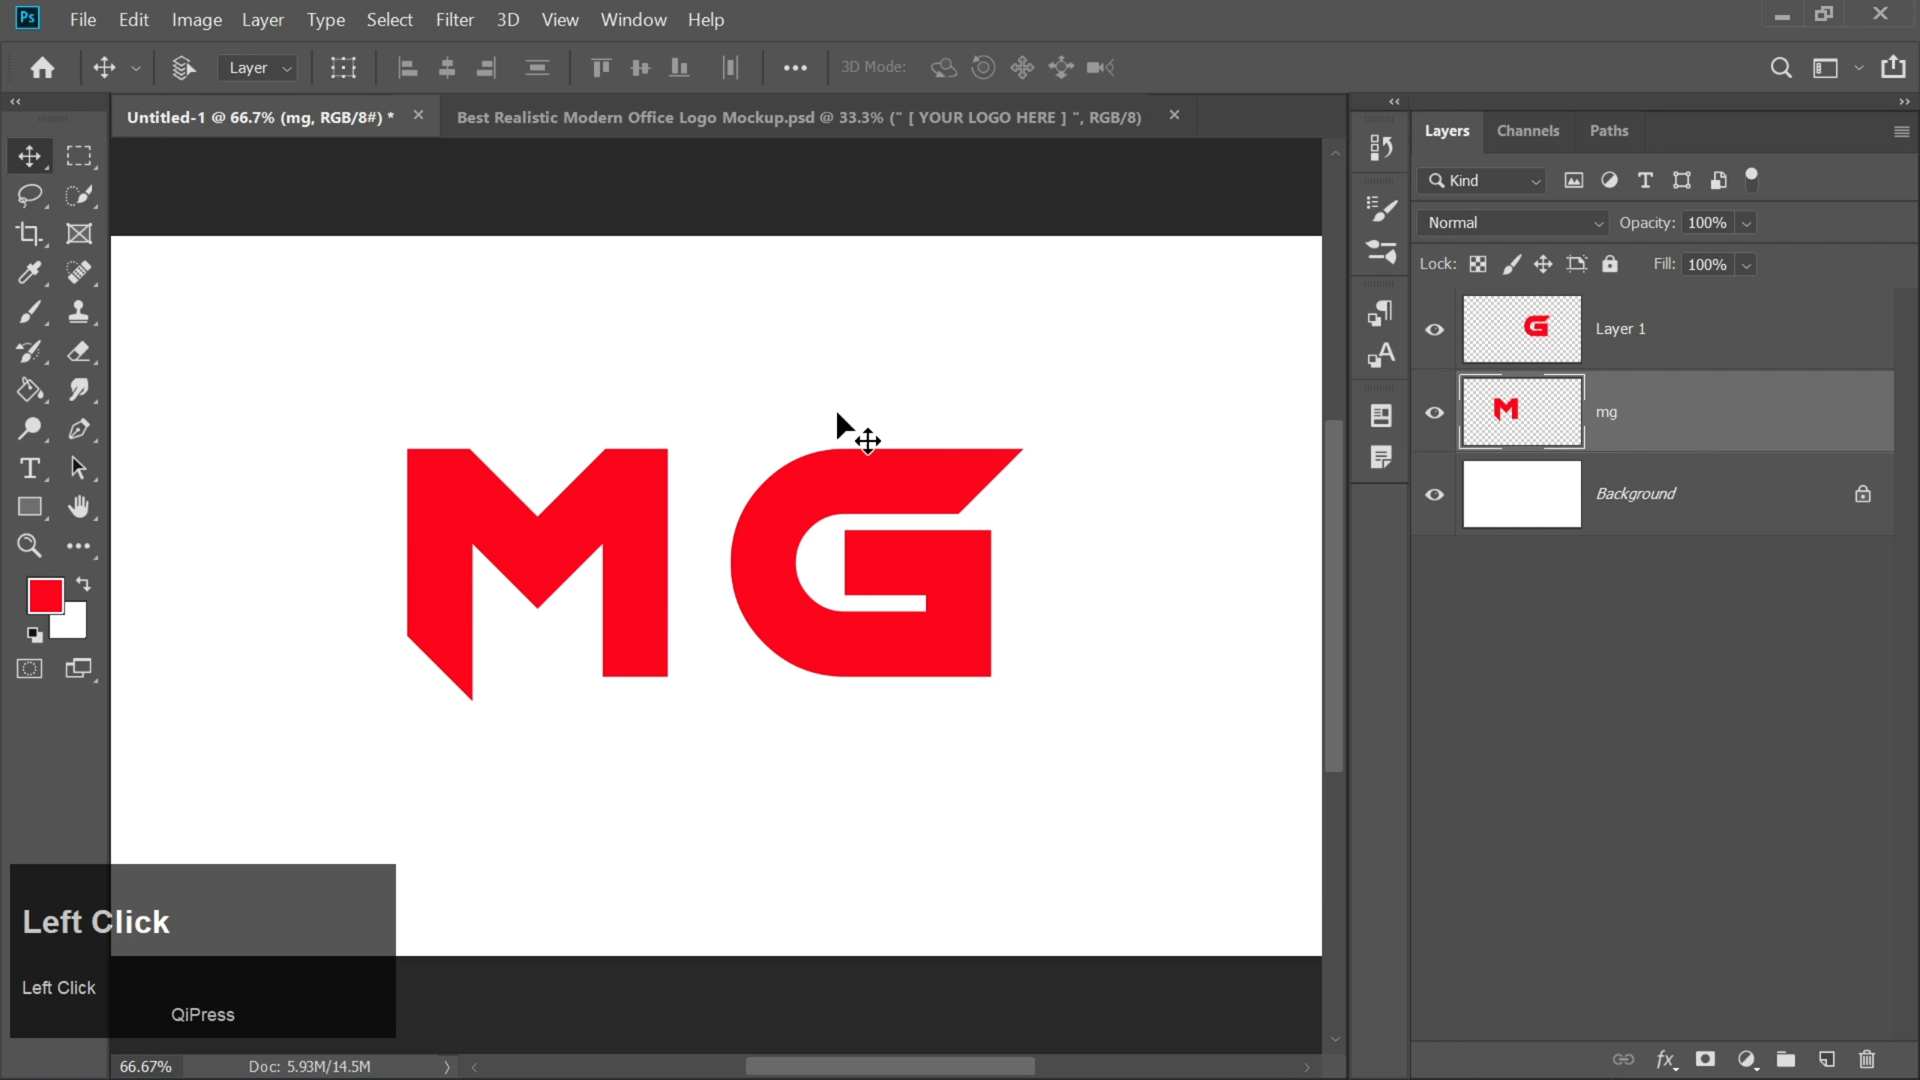 Ps File Edit Image Layer Type Select Filter 3D View Window Help
Layer 3D Mode:
Untitled-1 @ 66.7% (mg, RGB/8#) * × Best Realistic Modern Office Logo Mockup.psd @ 33.3% (" [ YOUR LOGO HERE ] ", RGB/8) ×
Layers Channels Paths
Kind
Normal Opacity: 100%
Lock: Fill: 100%
G Layer 1
M mg
Background
MG
Left Click
Left Click
QiPress
66.67% Doc: 5.93M/14.5M
fx